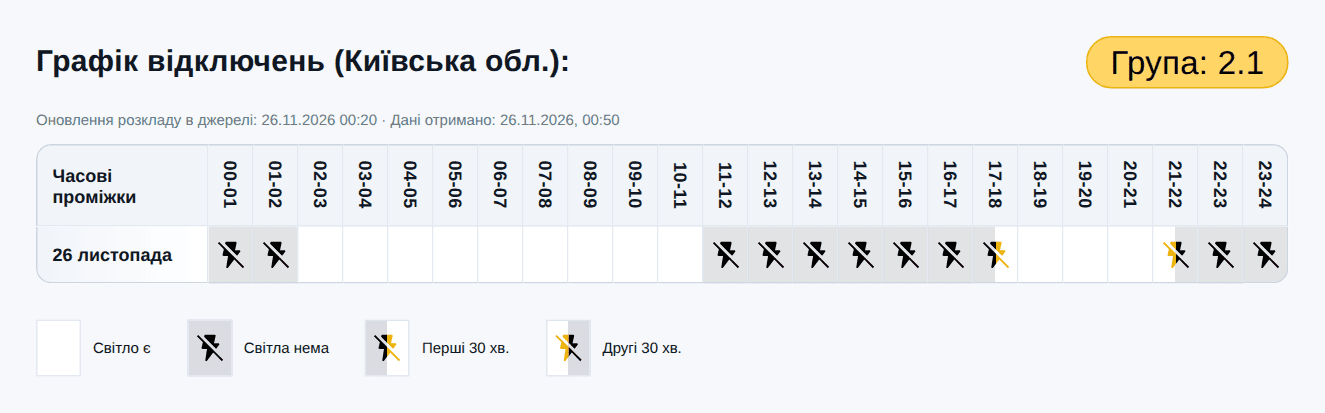 Графік відключень (Київська обл.):
Група: 2.1
Оновлення розкладу в джерелі: 26.11.2026 00:20 · Дані отримано: 26.11.2026, 00:50
Часові
проміжки
00-01
01-02
02-03
03-04
04-05
05-06
06-07
07-08
08-09
09-10
10-11
11-12
12-13
13-14
14-15
15-16
16-17
17-18
18-19
19-20
20-21
21-22
22-23
23-24
26 листопада
Світло є
Світла нема
Перші 30 хв.
Другі 30 хв.